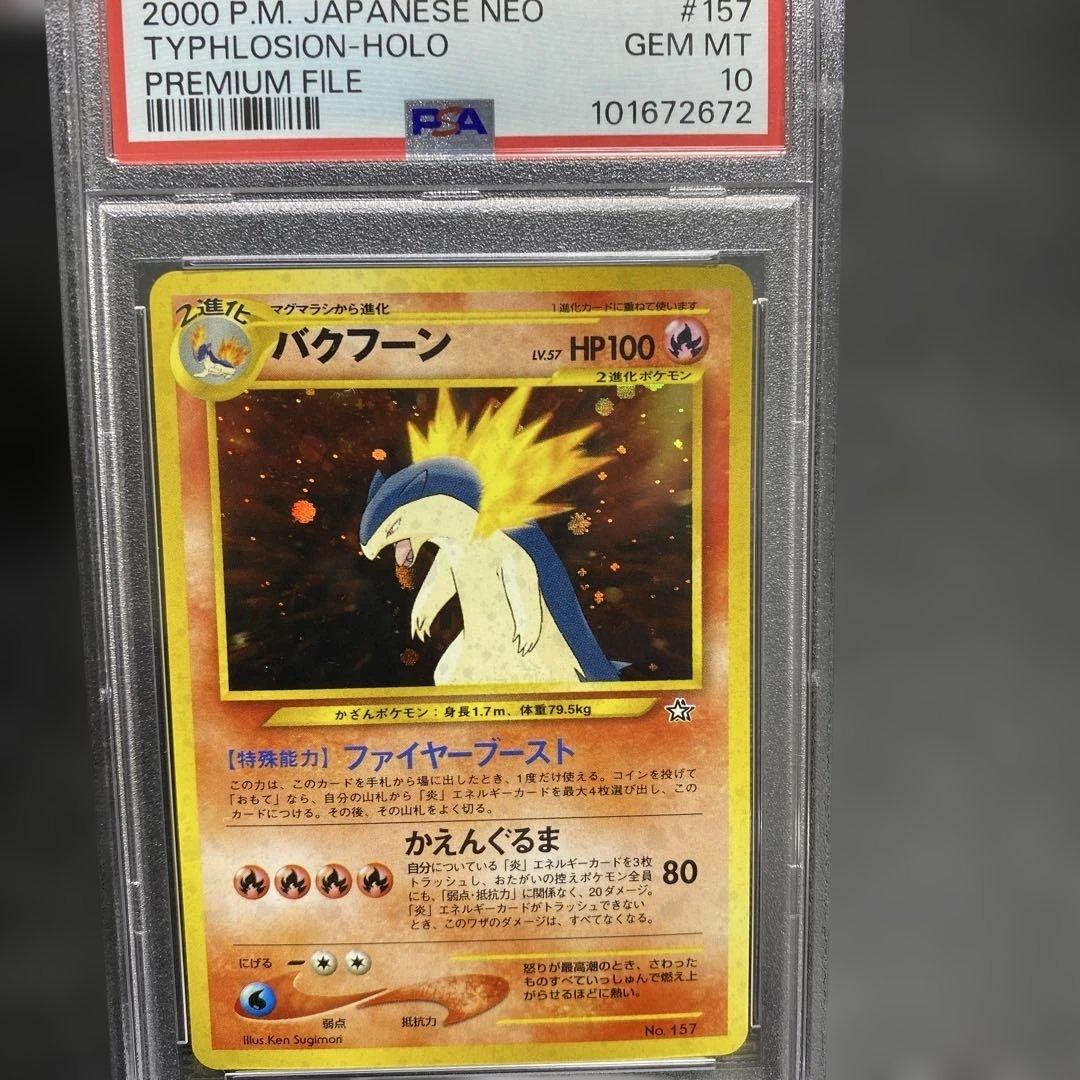 2000 P.M. JAPANESE NEO #157
TYPHLOSION-HOLO GEM MT
PREMIUM FILE 10
PSA 101672672
2進化 マグマラシから進化 1進化カードに重ねて使います
バクフーン LV.57 HP100
2進化ポケモン
かざんポケモン：身長1.7m、体重79.5kg
【特殊能力】ファイヤーブースト
この力は、このカードを手札から場に出したとき、1度だけ使える。コインを投げて
「おもて」なら、自分の山札から「炎」エネルギーカードを最大4枚選び出し、この
カードにつける。その後、その山札をよく切る。
かえんぐるま
自分についている「炎」エネルギーカードを3枚
トラッシュし、おたがいの控えポケモン全員 80
にも、「弱点・抵抗力」に関係なく、20ダメージ。
「炎」エネルギーカードがトラッシュできない
とき、このワザのダメージは、すべてなくなる。
にげる
怒りが最高潮のとき、さわった
ものすべていっしゅんで燃え上
がらせるほどに熱い。
弱点 抵抗力
No. 157
Illus.Ken Sugimori